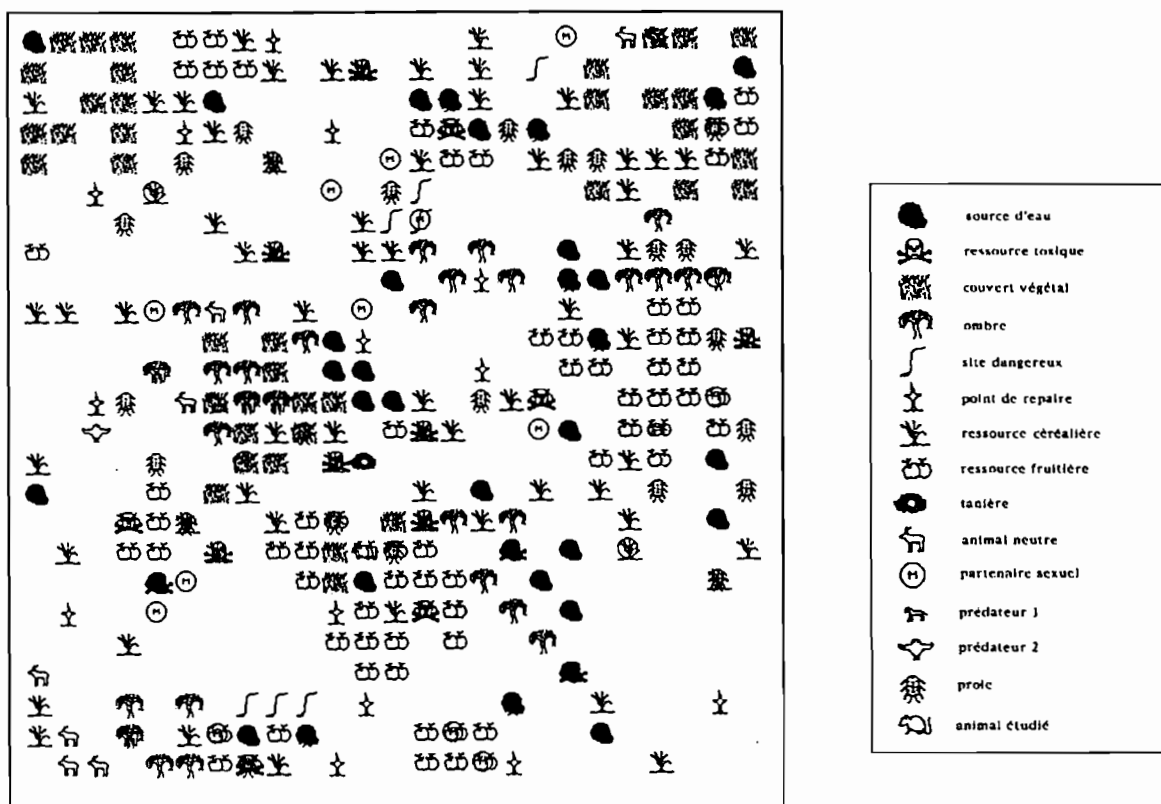 source d'eau
ressource toxique
couvert végétal
ombre
site dangereux
point de repaire
ressource céréalière
ressource fruitière
tanière
animal neutre
partenaire sexuel
prédateur 1
prédateur 2
proie
animal étudié